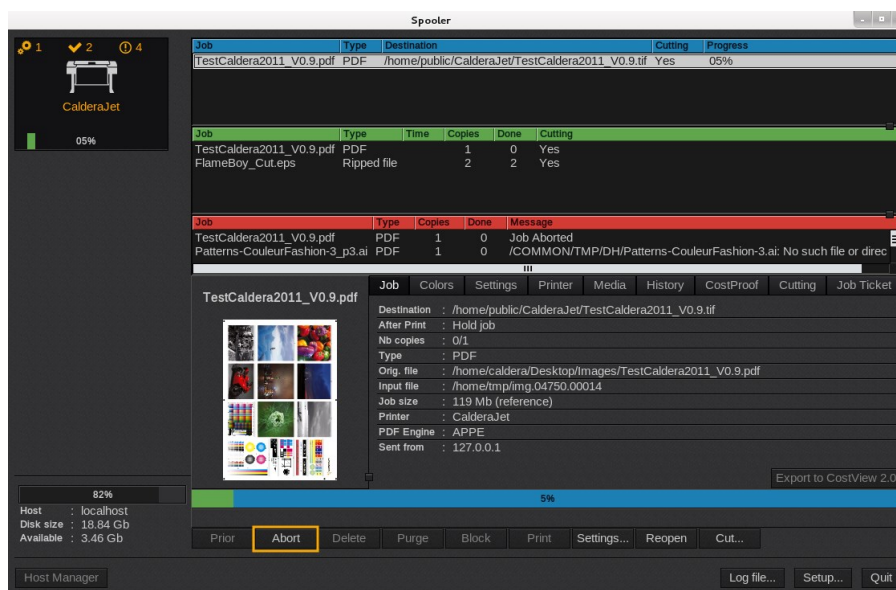 Spooler
1 2 4
CalderaJet
05%
Job Type Destination Cutting Progress
TestCaldera2011_V0.9.pdf PDF /home/public/CalderaJet/TestCaldera2011_V0.9.tif Yes 05%
Job Type Time Copies Done Cutting
TestCaldera2011_V0.9.pdf PDF 1 0 Yes
FlameBoy_Cut.eps Ripped file 2 2 Yes
Job Type Copies Done Message
TestCaldera2011_V0.9.pdf PDF 1 0 Job Aborted
Patterns-CouleurFashion-3_p3.ai PDF 1 0 /COMMON/TMP/DH/Patterns-CouleurFashion-3.ai: No such file or direc
TestCaldera2011_V0.9.pdf
Job Colors Settings Printer Media History CostProof Cutting Job Ticket
Destination : /home/public/CalderaJet/TestCaldera2011_V0.9.tif
After Print : Hold job
Nb copies : 0/1
Type : PDF
Orig. file : /home/caldera/Desktop/Images/TestCaldera2011_V0.9.pdf
Input file : /home/tmp/img.04750.00014
Job size : 119 Mb (reference)
Printer : CalderaJet
PDF Engine : APPE
Sent from : 127.0.0.1
Export to CostView 2.0
5%
82%
Host : localhost
Disk size : 18.84 Gb
Available : 3.46 Gb
Prior Abort Delete Purge Block Print Settings... Reopen Cut...
Host Manager Log file... Setup... Quit